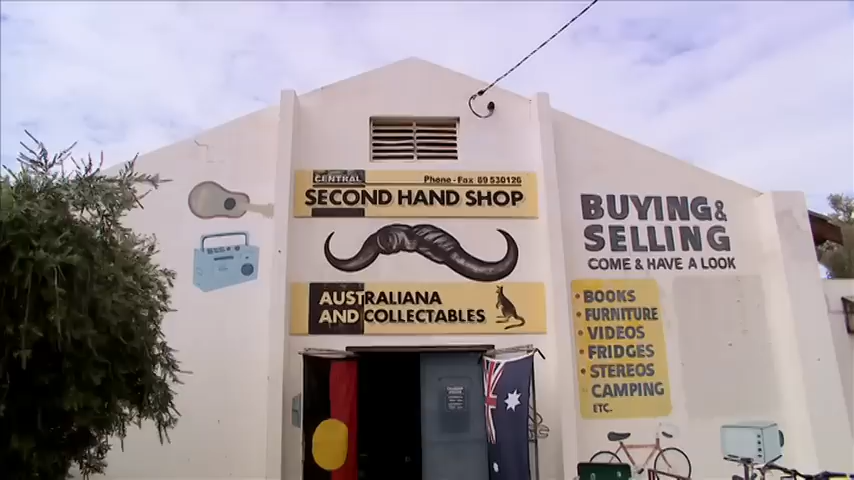 CENTRAL Phone - Fax 89 530126
SECOND HAND SHOP
AUSTRALIANA
AND COLLECTABLES
BUYING &
SELLING
COME & HAVE A LOOK
BOOKS
FURNITURE
VIDEOS
FRIDGES
STEREOS
CAMPING
ETC.